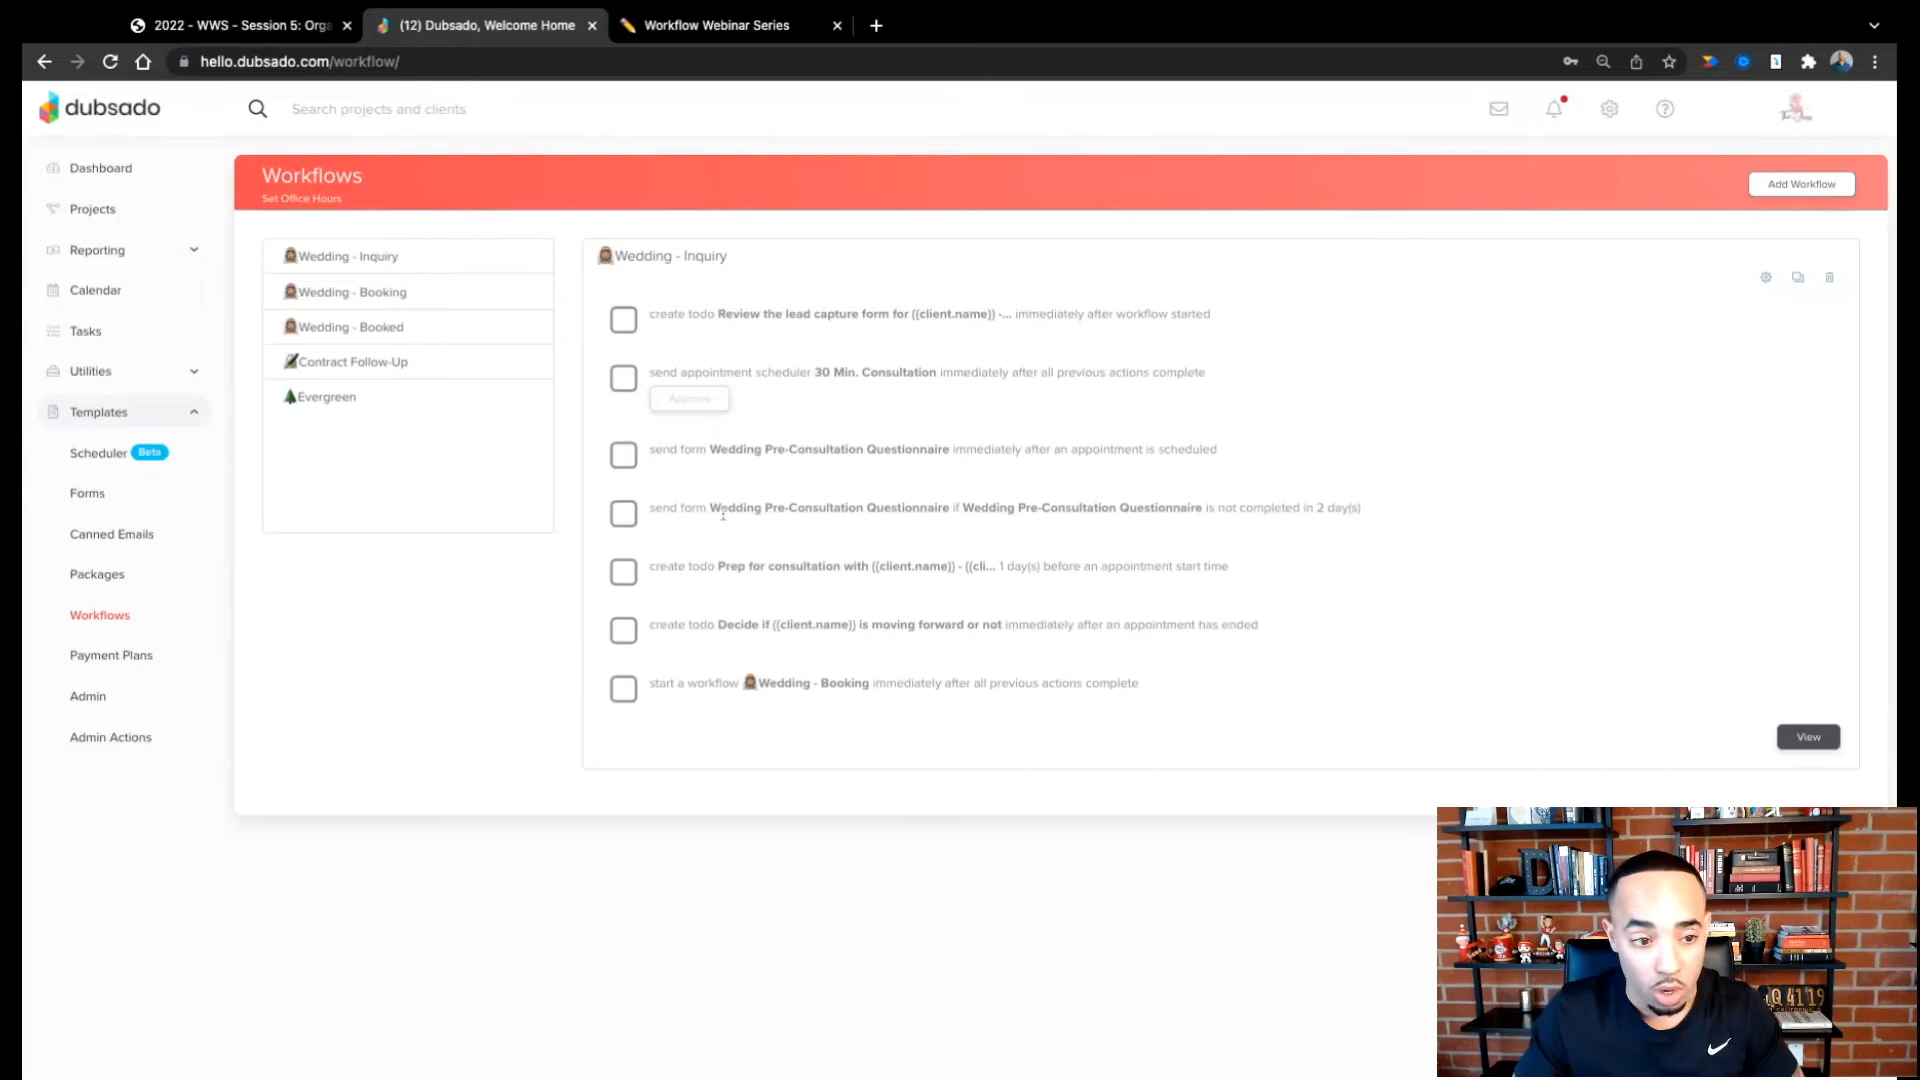 2022 - WWS - Session 5: Orga
(12) Dubsado, Welcome Home
Workflow Webinar Series
hello.dubsado.com/workflow/
dubsado
Search projects and clients
Dashboard
Projects
Reporting
Calendar
Tasks
Utilities
Templates
Scheduler Beta
Forms
Canned Emails
Packages
Workflows
Payment Plans
Admin
Admin Actions
Workflows
Set Office Hours
Add Workflow
Wedding - Inquiry
Wedding - Booking
Wedding - Booked
Contract Follow-Up
Evergreen
Wedding - Inquiry
create todo Review the lead capture form for {{client.name}} -... immediately after workflow started
send appointment scheduler 30 Min. Consultation immediately after all previous actions complete
Approve
send form Wedding Pre-Consultation Questionnaire immediately after an appointment is scheduled
send form Wedding Pre-Consultation Questionnaire if Wedding Pre-Consultation Questionnaire is not completed in 2 day(s)
create todo Prep for consultation with {{client.name}} - {{cli... 1 day(s) before an appointment start time
create todo Decide if {{client.name}} is moving forward or not immediately after an appointment has ended
start a workflow Wedding - Booking immediately after all previous actions complete
View